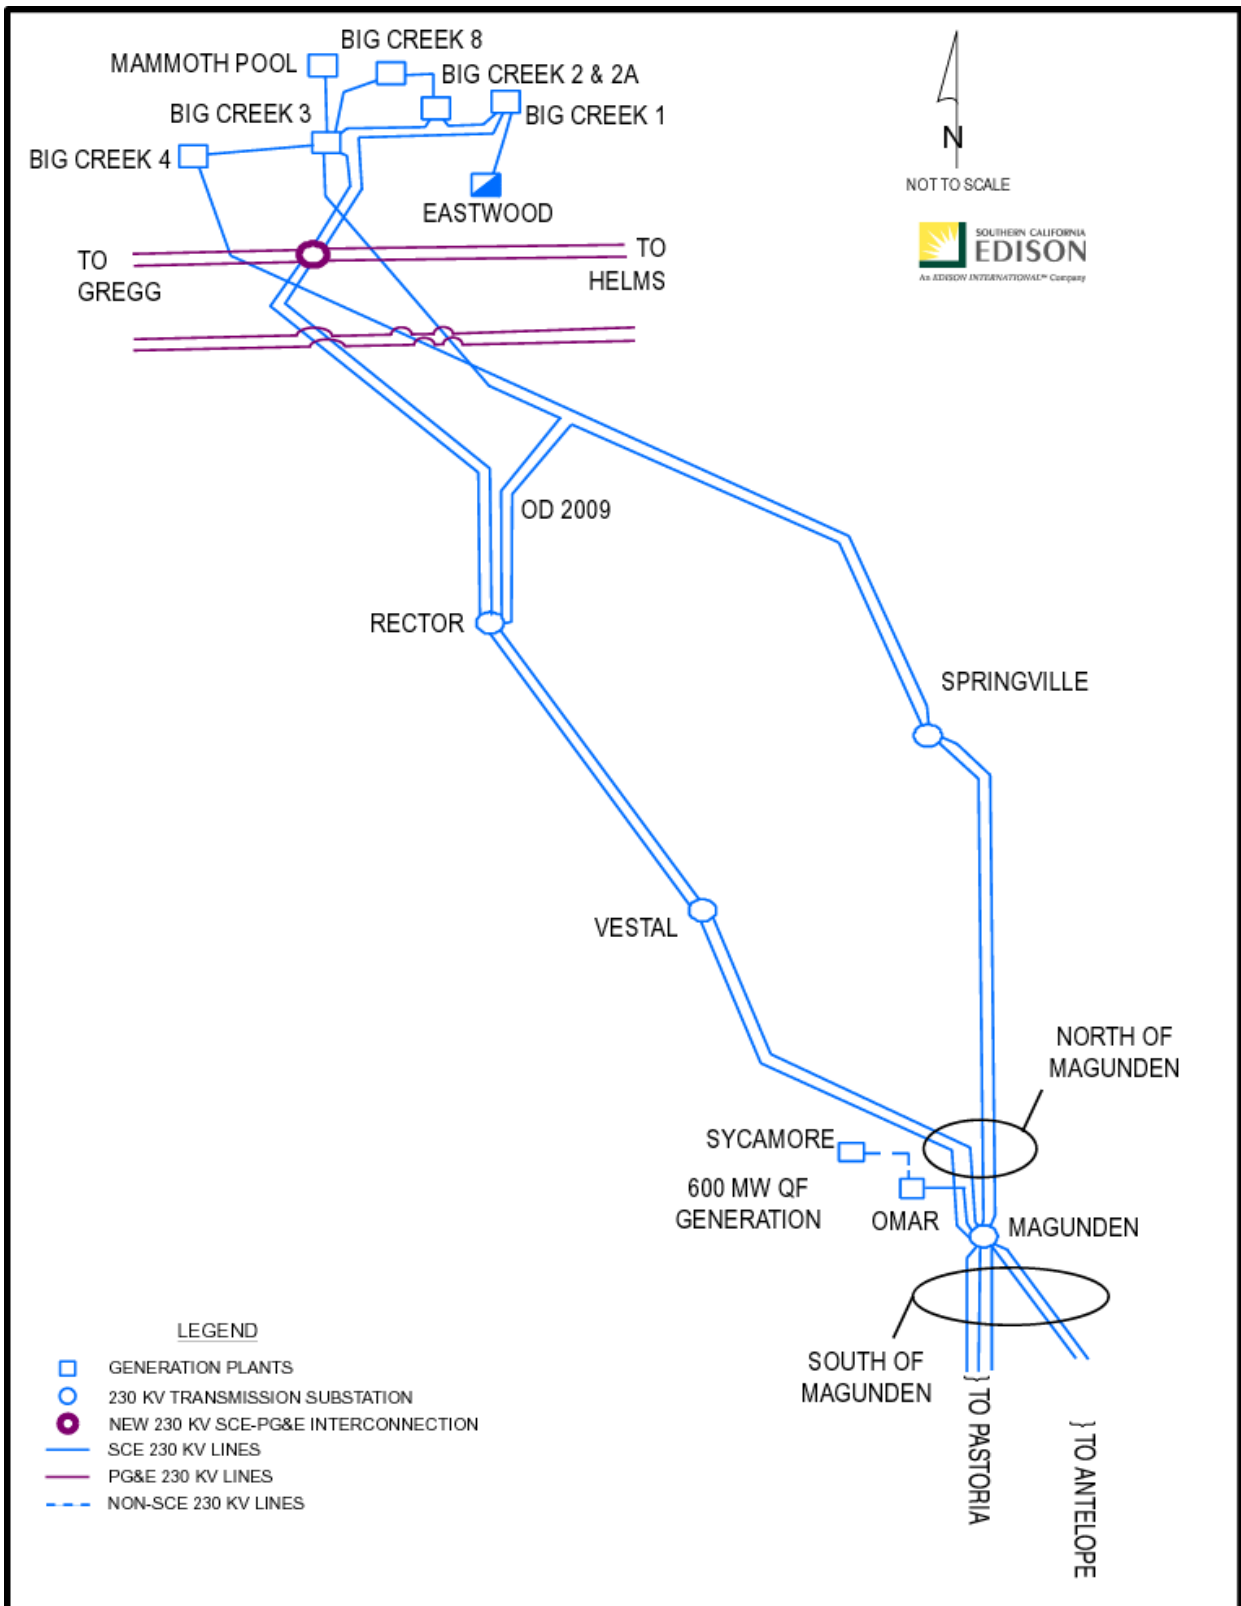 BIG CREEK 8
MAMMOTH POOL
BIG CREEK 2 & 2A
BIG CREEK 3
BIG CREEK 1
BIG CREEK 4
EASTWOOD
N
NOT TO SCALE
SOUTHERN CALIFORNIA
EDISON
An EDISON INTERNATIONAL℠ Company
TO
GREGG
TO
HELMS
OD 2009
RECTOR
SPRINGVILLE
VESTAL
NORTH OF
MAGUNDEN
SYCAMORE
600 MW QF
GENERATION
OMAR
MAGUNDEN
SOUTH OF
MAGUNDEN
} TO PASTORIA
} TO ANTELOPE
LEGEND
GENERATION PLANTS
230 KV TRANSMISSION SUBSTATION
NEW 230 KV SCE-PG&E INTERCONNECTION
SCE 230 KV LINES
PG&E 230 KV LINES
NON-SCE 230 KV LINES